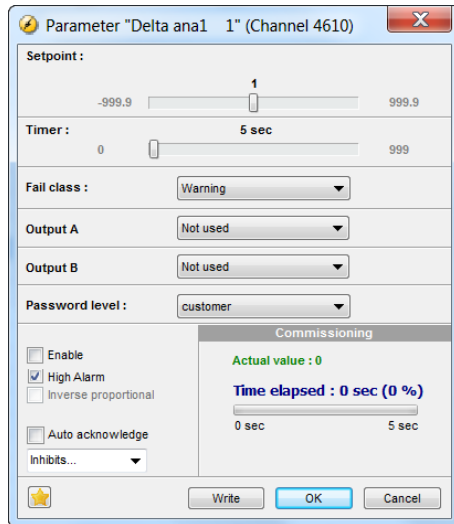 Parameter "Delta ana1    1" (Channel 4610)
X
Setpoint :
1
-999.9
999.9
Timer :
5 sec
0
999
Fail class :
Warning
Output A
Not used
Output B
Not used
Password level :
customer
Commissioning
Enable
High Alarm
Inverse proportional
Auto acknowledge
Inhibits...
Actual value : 0
Time elapsed : 0 sec (0 %)
0 sec
5 sec
Write
OK
Cancel